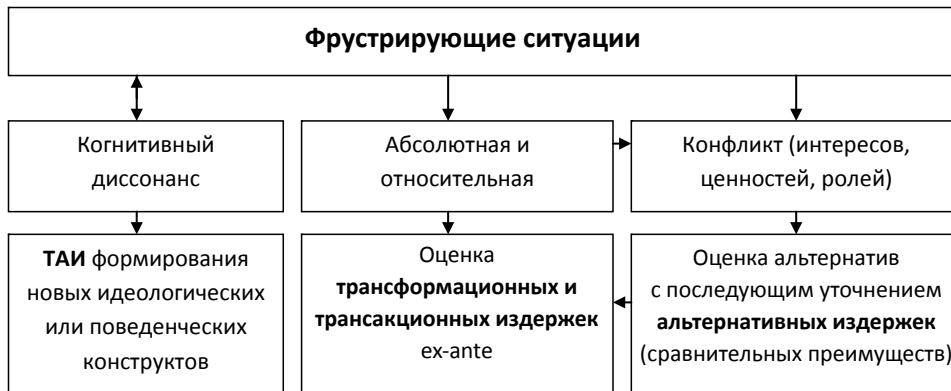 Фрустрирующие ситуации
Когнитивный
диссонанс
Абсолютная и
относительная
Конфликт (интересов,
ценностей, ролей)
ТАИ формирования
новых идеологических
или поведенческих
конструктов
Оценка
трансформационных и
трансакционных издержек
ex-ante
Оценка альтернатив
с последующим уточнением
альтернативных издержек
(сравнительных преимуществ)